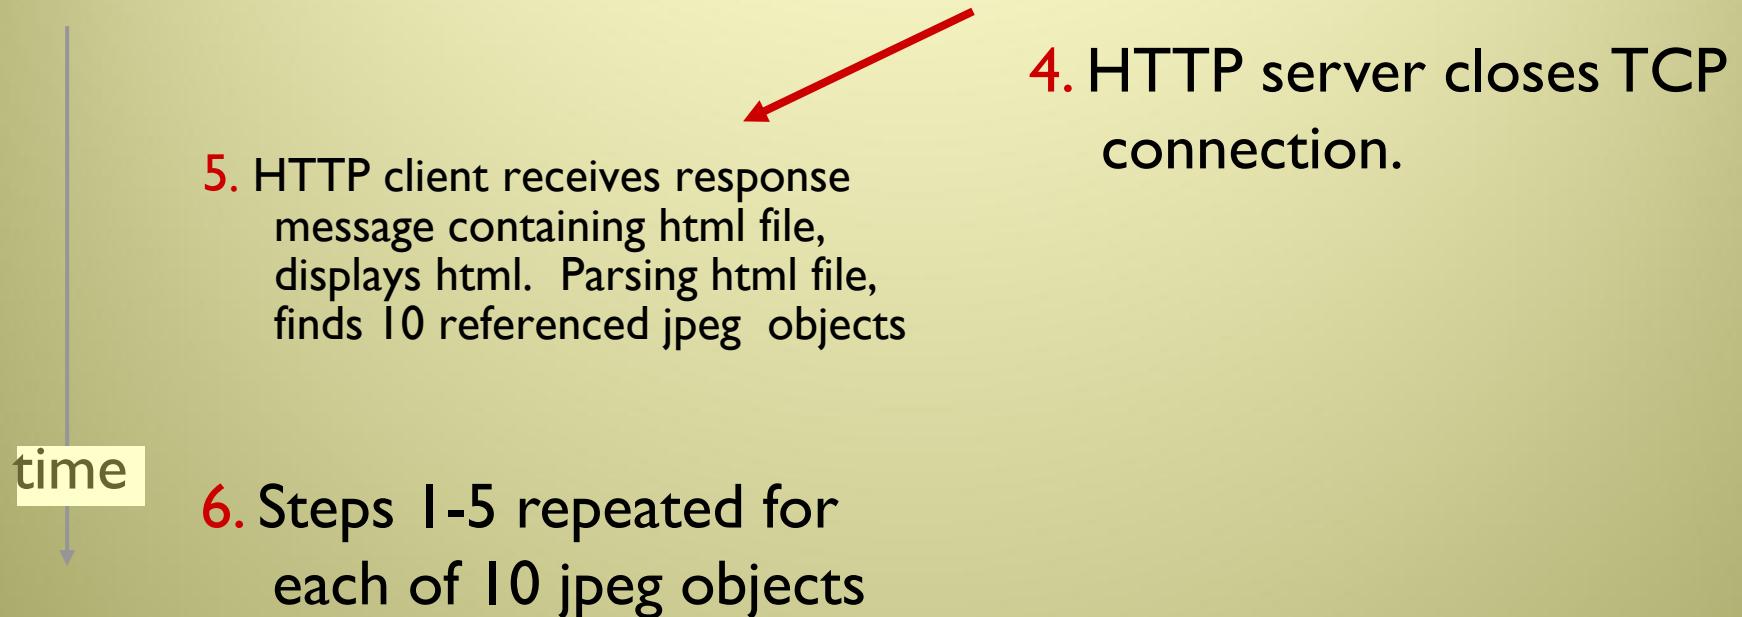 4. HTTP server closes TCP
connection.
5. HTTP client receives response
message containing html file,
displays html.  Parsing html file,
finds 10 referenced jpeg  objects
time
6. Steps 1-5 repeated for
each of 10 jpeg objects